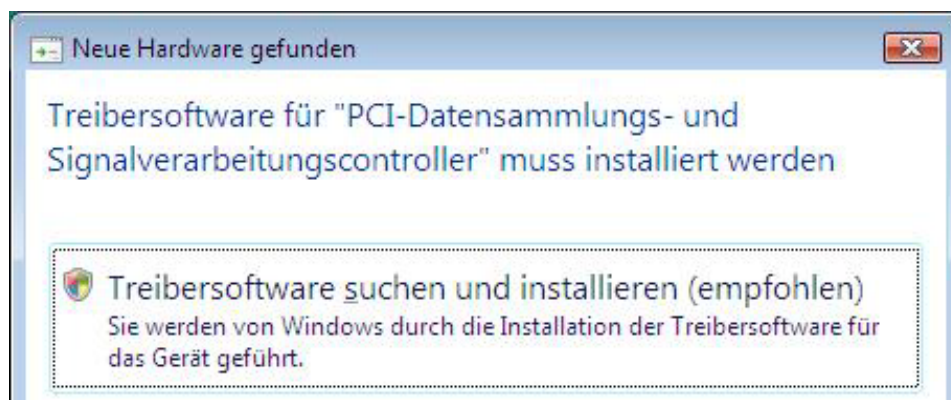 Neue Hardware gefunden
Treibersoftware für "PCI-Datensammlungs- und
Signalverarbeitungscontroller" muss installiert werden
Treibersoftware suchen und installieren (empfohlen)
Sie werden von Windows durch die Installation der Treibersoftware für
das Gerät geführt.